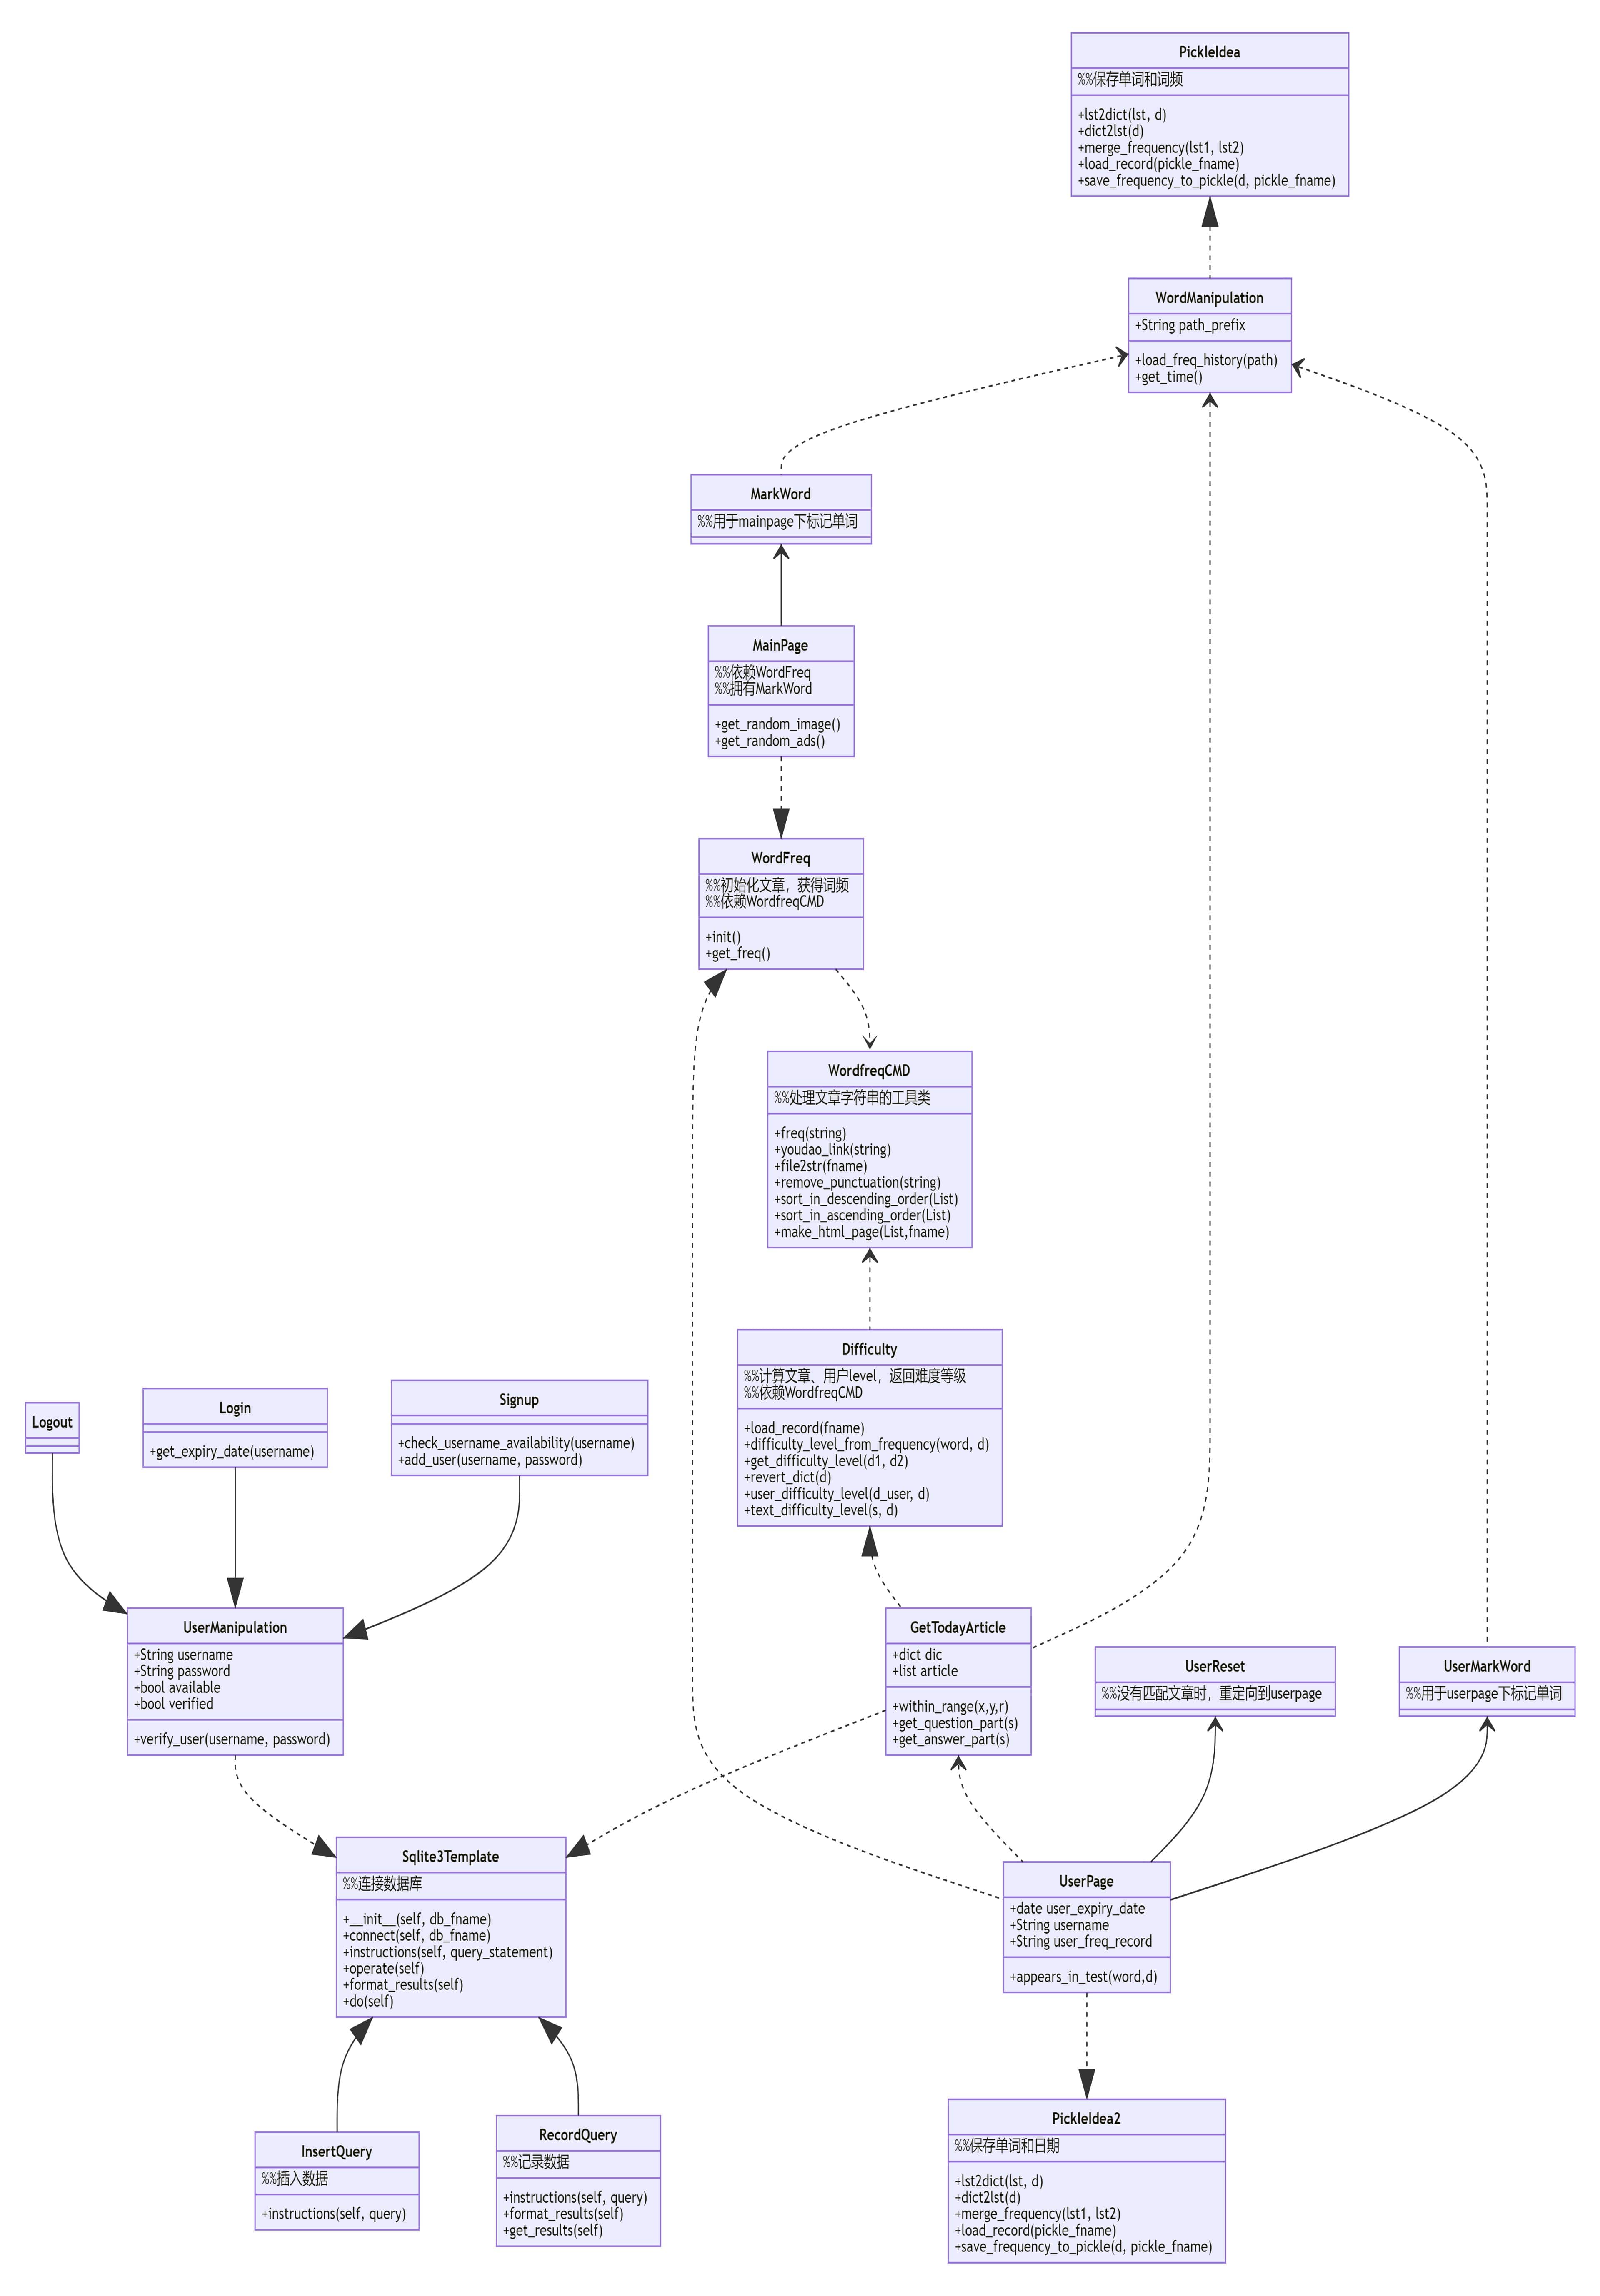 PickleIdea
%%保存单词和词频
+lst2dict(lst, d)
+dict2lst(d)
+merge_frequency(lst1, lst2)
+load_record(pickle_fname)
+save_frequency_to_pickle(d, pickle_fname)
WordManipulation
+String path_prefix
+load_freq_history(path)
+get_time()
MarkWord
%%用于mainpage下标记单词
MainPage
%%依赖WordFreq
%%拥有MarkWord
+get_random_image()
+get_random_ads()
WordFreq
%%初始化文章，获得词频
%%依赖WordfreqCMD
+init()
+get_freq()
WordfreqCMD
%%处理文章字符串的工具类
+freq(string)
+youdao_link(string)
+file2str(fname)
+remove_punctuation(string)
+sort_in_descending_order(List)
+sort_in_ascending_order(List)
+make_html_page(List,fname)
Difficulty
%%计算文章、用户level，返回难度等级
%%依赖WordfreqCMD
+load_record(fname)
+difficulty_level_from_frequency(word, d)
+get_difficulty_level(d1, d2)
+revert_dict(d)
+user_difficulty_level(d_user, d)
+text_difficulty_level(s, d)
Logout
Login
+get_expiry_date(username)
Signup
+check_username_availability(username)
+add_user(username, password)
UserManipulation
+String username
+String password
+bool available
+bool verified
+verify_user(username, password)
GetTodayArticle
+dict dic
+list article
+within_range(x,y,r)
+get_question_part(s)
+get_answer_part(s)
UserReset
%%没有匹配文章时，重定向到userpage
UserMarkWord
%%用于userpage下标记单词
Sqlite3Template
%%连接数据库
+__init__(self, db_fname)
+connect(self, db_fname)
+instructions(self, query_statement)
+operate(self)
+format_results(self)
+do(self)
UserPage
+date user_expiry_date
+String username
+String user_freq_record
+appears_in_test(word,d)
InsertQuery
%%插入数据
+instructions(self, query)
RecordQuery
%%记录数据
+instructions(self, query)
+format_results(self)
+get_results(self)
PickleIdea2
%%保存单词和日期
+lst2dict(lst, d)
+dict2lst(d)
+merge_frequency(lst1, lst2)
+load_record(pickle_fname)
+save_frequency_to_pickle(d, pickle_fname)